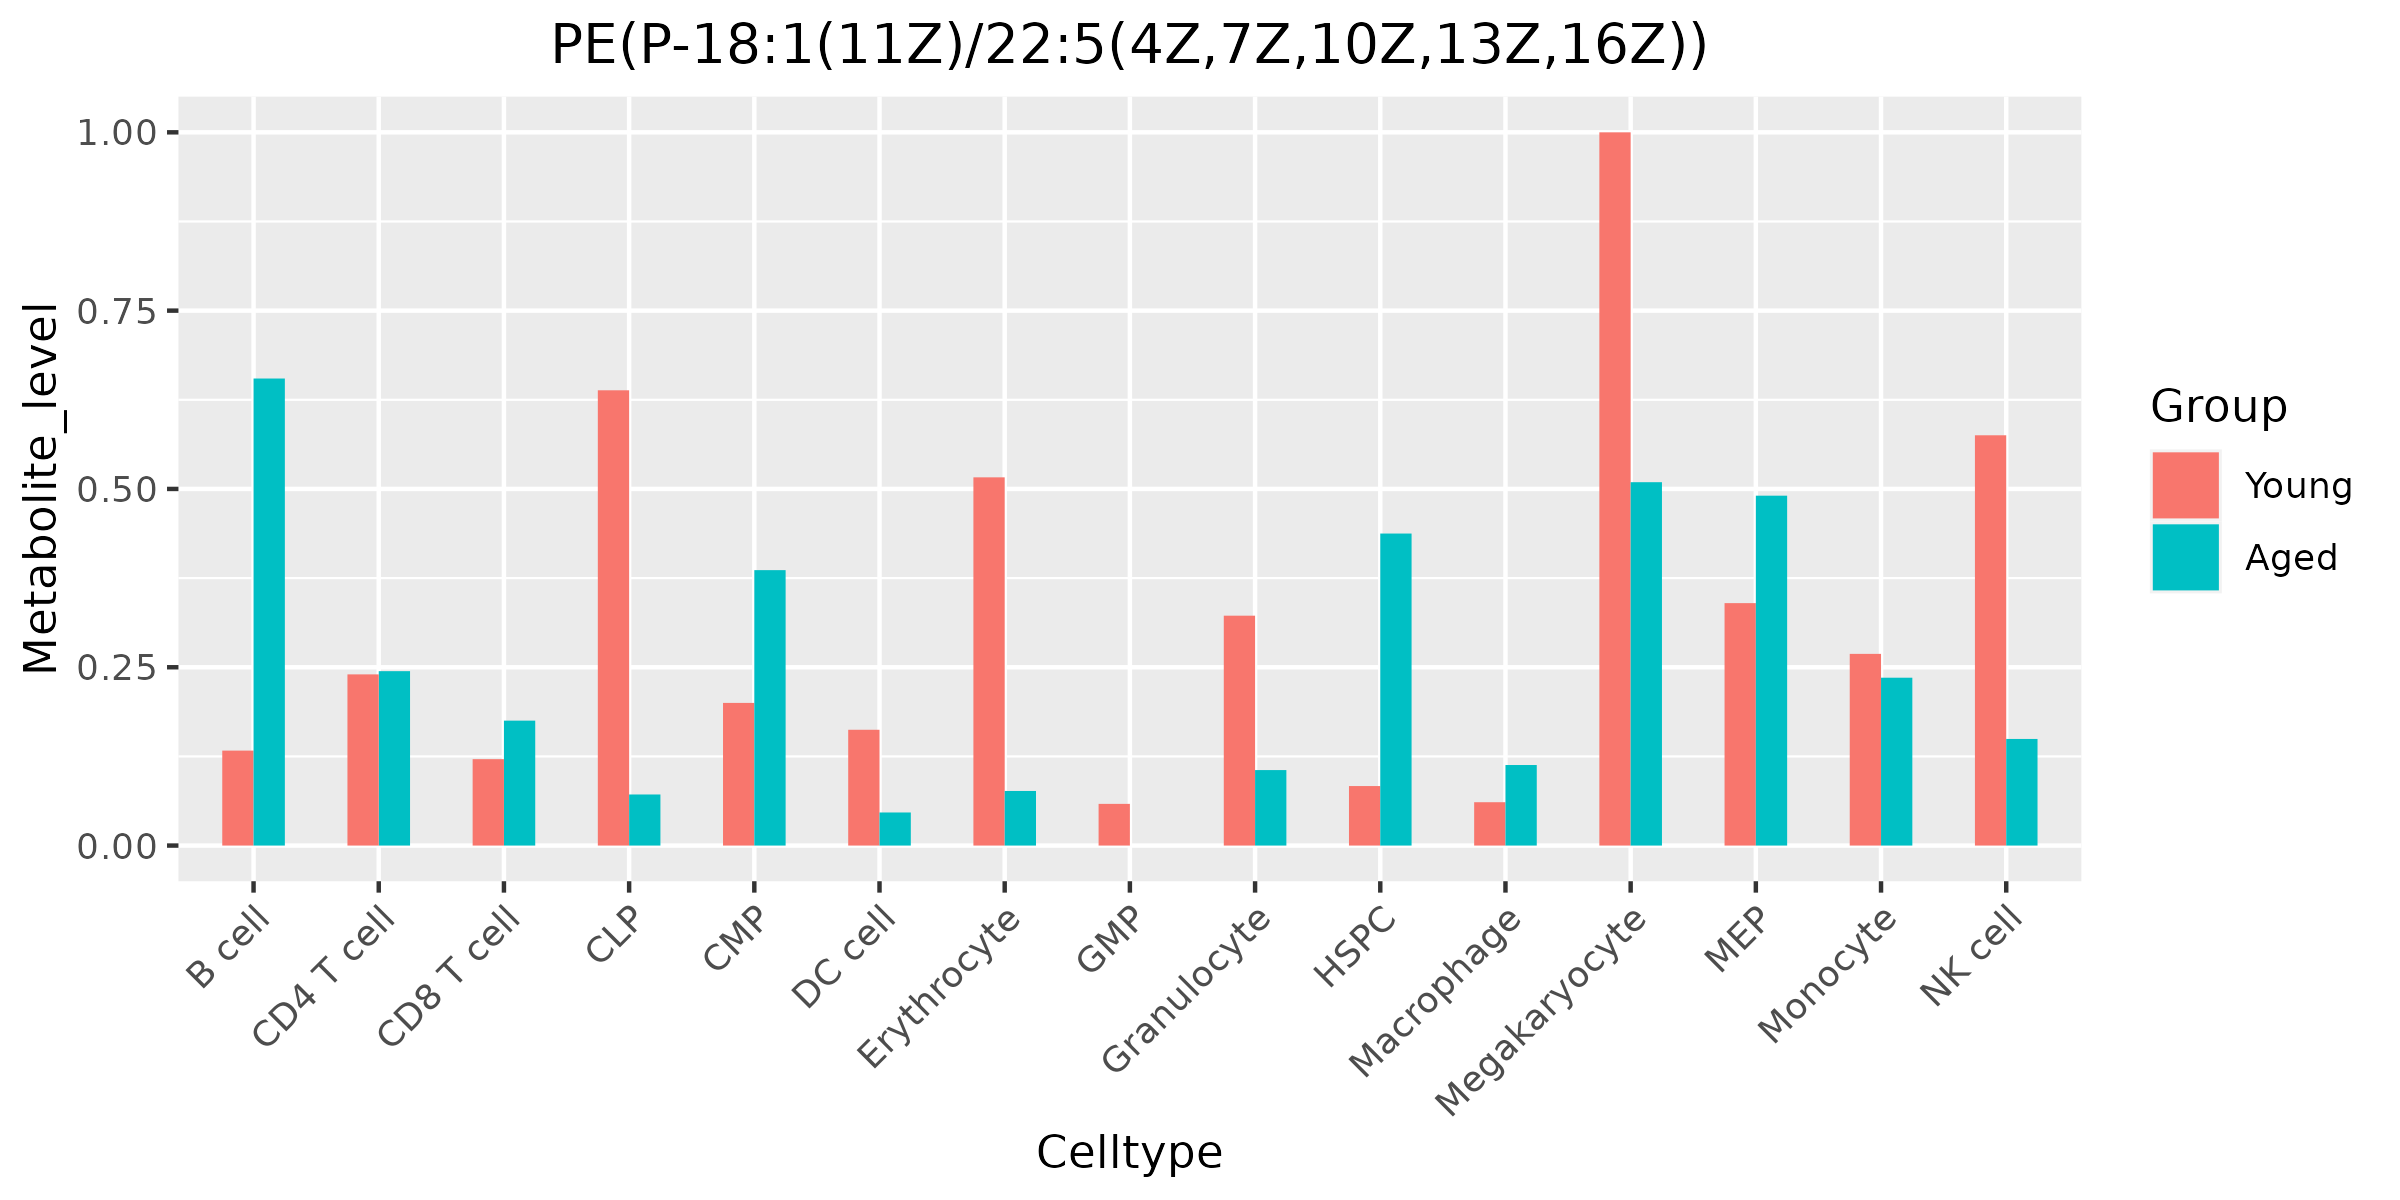 PE(P-18:1(11Z)/22:5(4Z,7Z,10Z,13Z,16Z))
Metabolite_level
1.00
0.75
0.50
0.25
0.00
B cell
CD4 T cell
CD8 T cell
CLP
CMP
DC cell
Erythrocyte
GMP
Granulocyte
HSPC
Macrophage
Megakaryocyte
MEP
Monocyte
NK cell
Celltype
Group
Young
Aged